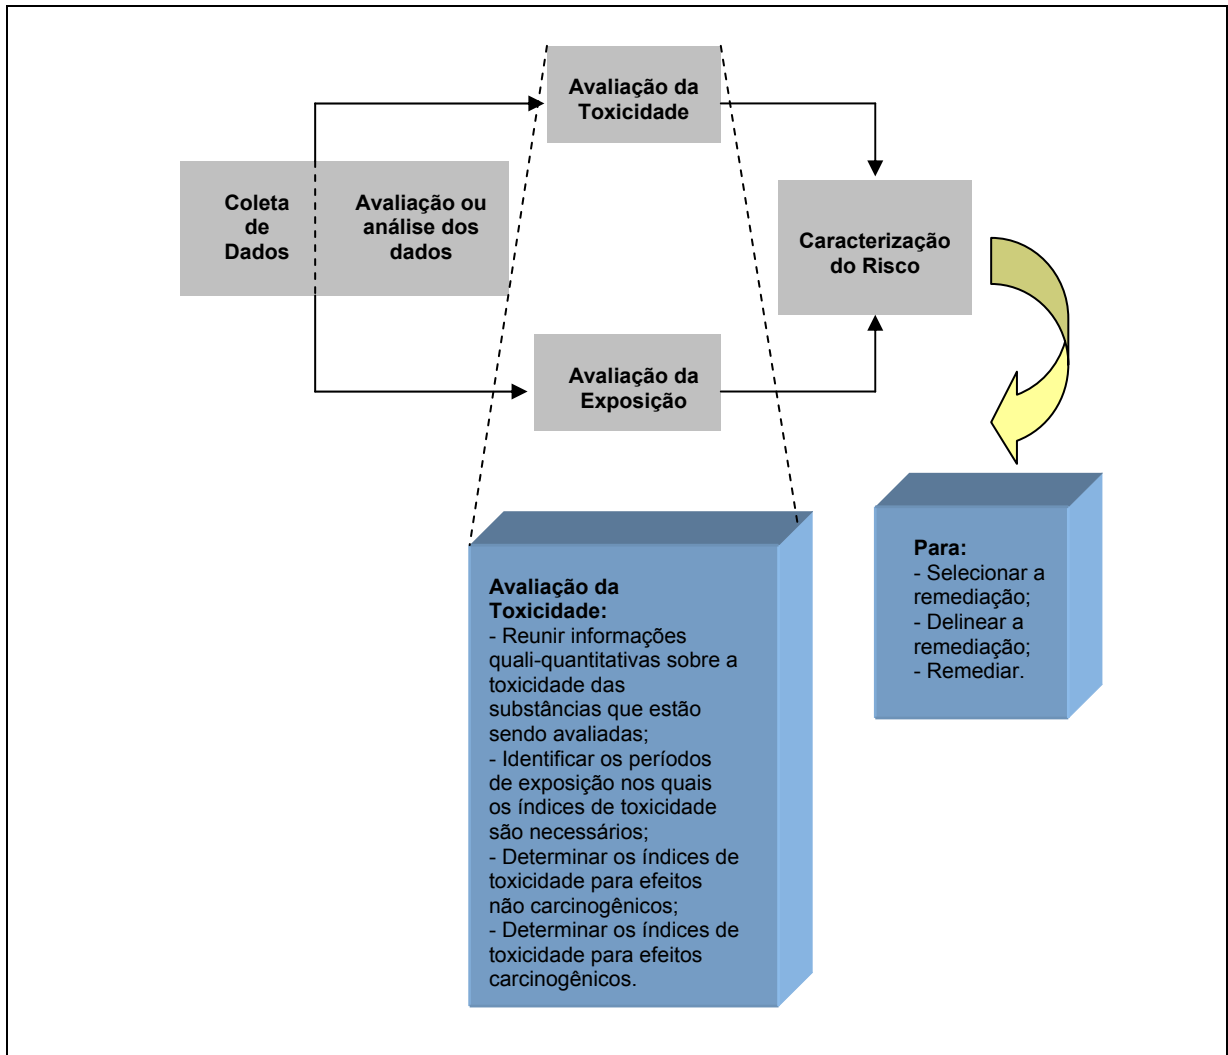 Avaliação da
Toxicidade
Coleta
de
Dados
Avaliação ou
análise dos
dados
Caracterização
do Risco
Avaliação da
Exposição
Avaliação da
Toxicidade:
- Reunir informações
quali-quantitativas sobre a
toxicidade das
substâncias que estão
sendo avaliadas;
- Identificar os períodos
de exposição nos quais
os índices de toxicidade
são necessários;
- Determinar os índices de
toxicidade para efeitos
não carcinogênicos;
- Determinar os índices de
toxicidade para efeitos
carcinogênicos.
Para:
- Selecionar a
remediação;
- Delinear a
remediação;
- Remediar.